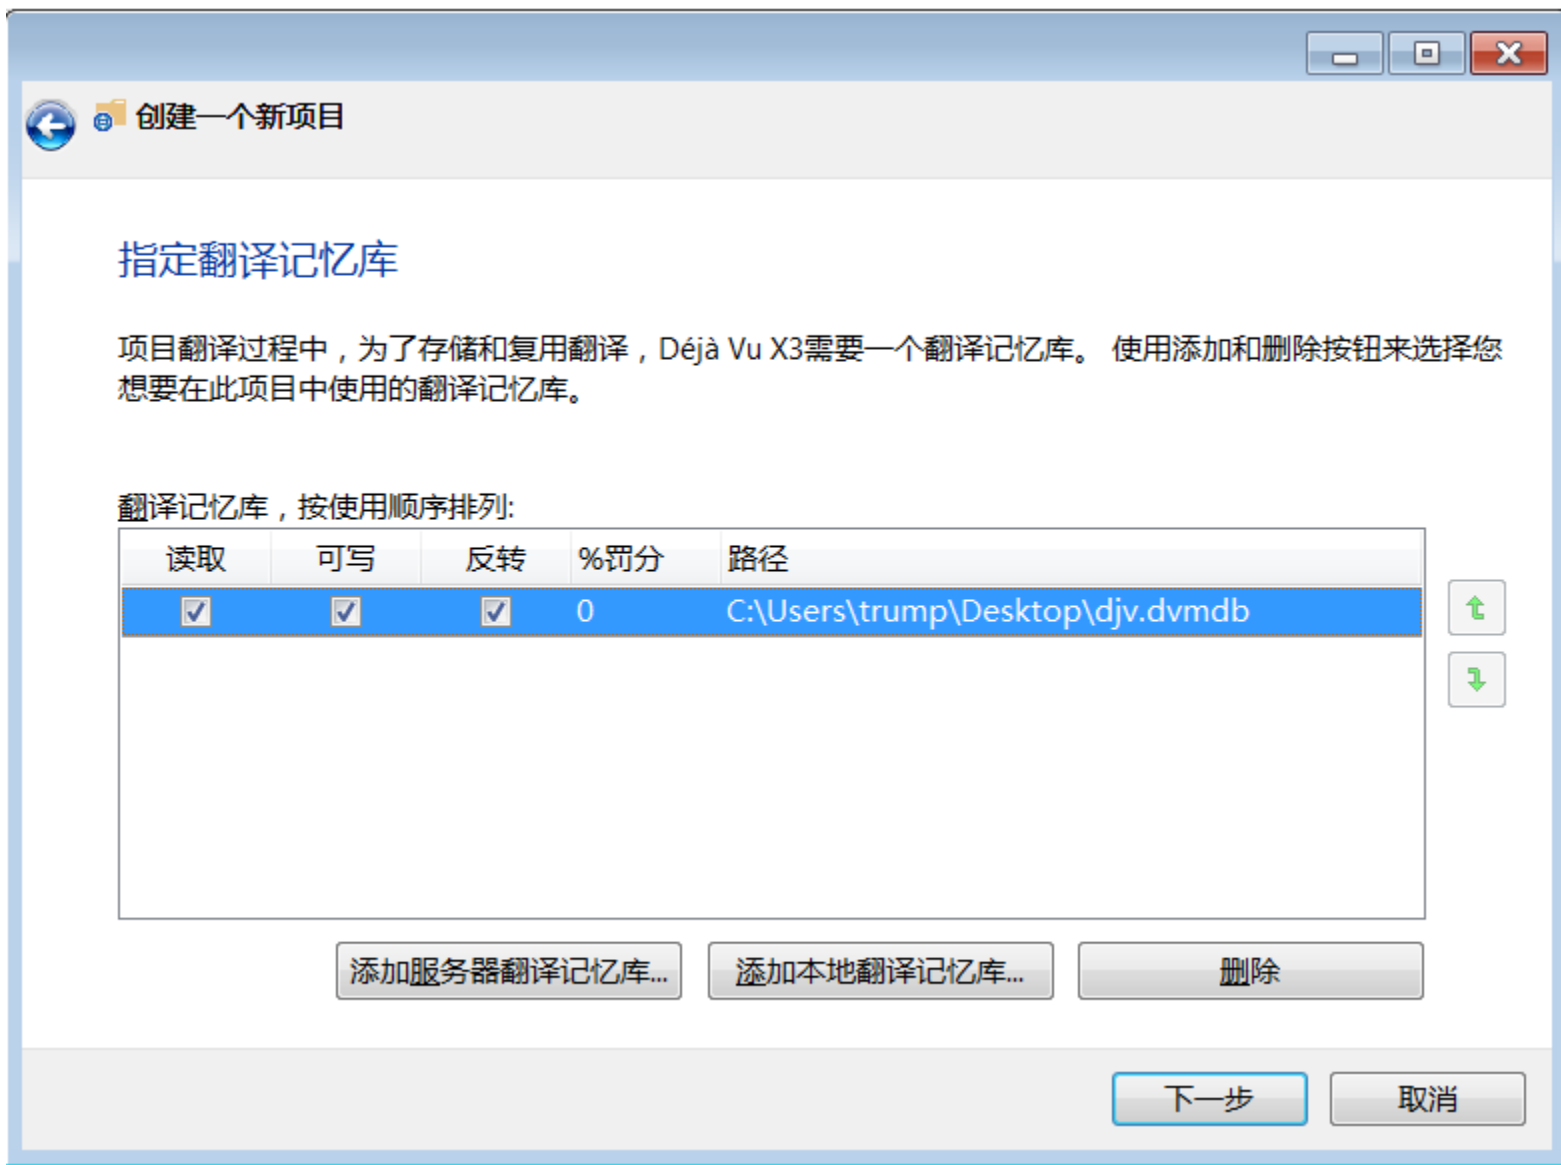 创建一个新项目
指定翻译记忆库
项目翻译过程中，为了存储和复用翻译，Déjà Vu X3需要一个翻译记忆库。 使用添加和删除按钮来选择您
想要在此项目中使用的翻译记忆库。
翻译记忆库，按使用顺序排列:
读取 可写 反转 %罚分 路径
0 C:\Users\trump\Desktop\djv.dvmdb
添加服务器翻译记忆库... 添加本地翻译记忆库... 删除
下一步 取消